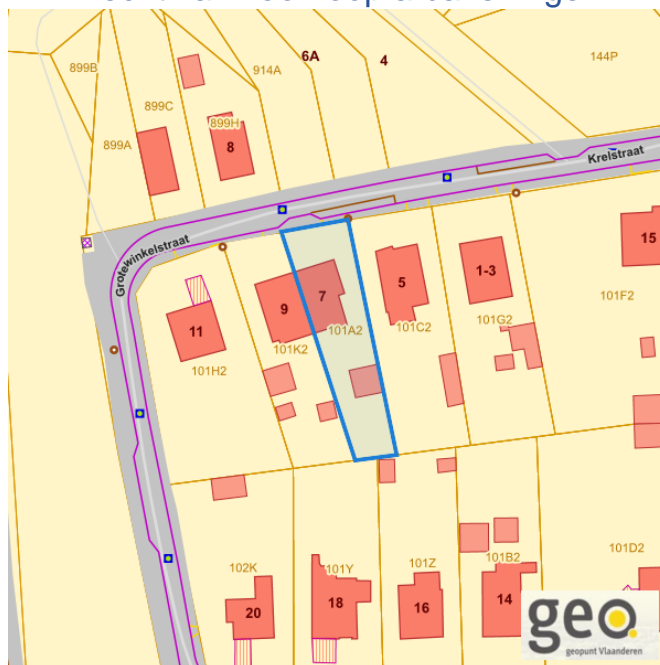 899B
6A
4
144P
914A
899C
899H
899A
8
Krelstraat
Grotewinkelstraat
15
5
1-3
7
9
101F2
11
101A2
101C2
101G2
101K2
101H2
102K
101Y
101Z
101B2
101D2
20
18
16
14
geo.
geopunt Vlaanderen